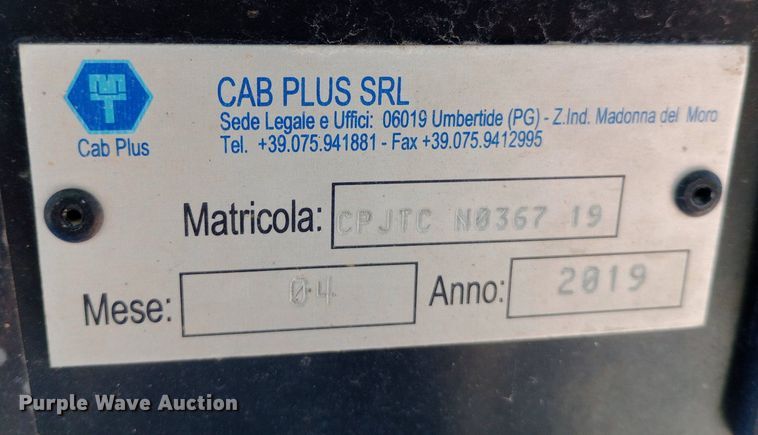 CAB PLUS SRL
Sede Legale e Uffici: 06019 Umbertide (PG) - Z.Ind. Madonna del Moro
Tel. +39.075.941881 - Fax +39.075.9412995
Cab Plus
Matricola: CPJTC N0367 19
Mese: 04 Anno: 2019
Purple Wave Auction